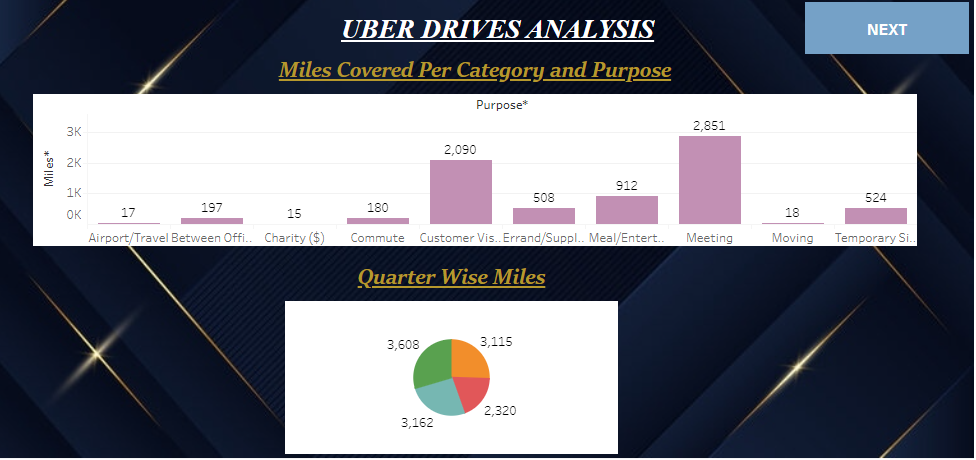 UBER DRIVES ANALYSIS
NEXT
Miles Covered Per Category and Purpose
Purpose*
Miles*
3K
2K
1K
0K
17
197
15
180
2,090
508
912
2,851
18
524
Airport/Travel Between Offi.. Charity ($) Commute Customer Vis.. Errand/Suppl.. Meal/Entert.. Meeting Moving Temporary Si..
Quarter Wise Miles
3,608
3,115
2,320
3,162